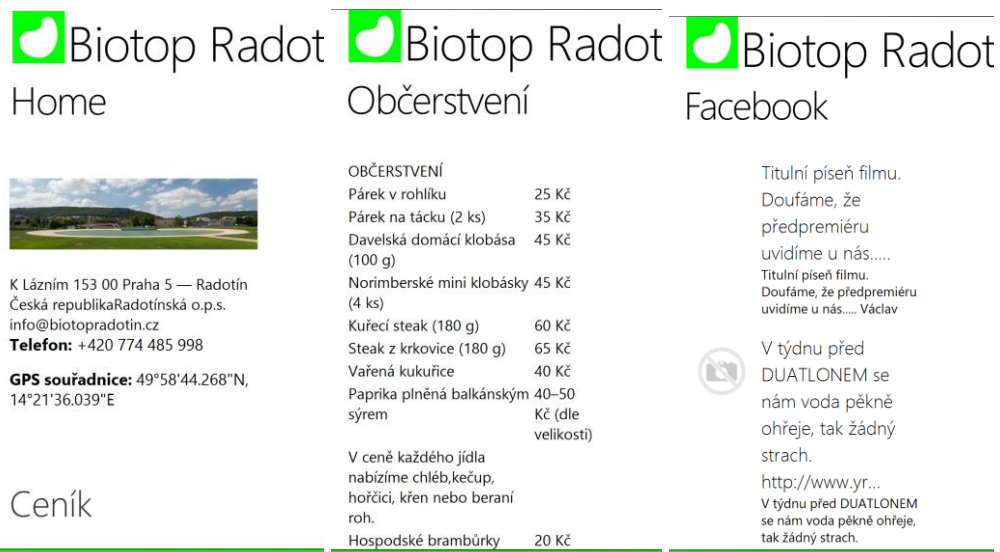 Biotop Radot
Home
K Lázním 153 00 Praha 5 — Radotín
Česká republikaRadotínská o.p.s.
info@biotopradotin.cz
Telefon: +420 774 485 998
GPS souřadnice: 49°58'44.268"N,
14°21'36.039"E
Ceník
Biotop Radot
Občerstvení
OBČERSTVENÍ
Párek v rohlíku 25 Kč
Párek na tácku (2 ks) 35 Kč
Davelská domácí klobása 45 Kč
(100 g)
Norimberské mini klobásky 45 Kč
(4 ks)
Kuřecí steak (180 g) 60 Kč
Steak z krkovice (180 g) 65 Kč
Vařená kukuřice 40 Kč
Paprika plněná balkánským 40–50
sýrem Kč (dle
velikosti)
V ceně každého jídla
nabízíme chléb,kečup,
hořčici, křen nebo beraní
roh.
Hospodské brambůrky 20 Kč
Biotop Radot
Facebook
Titulní píseň filmu.
Doufáme, že
předpremiéru
uvidíme u nás.....
Titulní píseň filmu.
Doufáme, že předpremiéru
uvidíme u nás..... Václav
V týdnu před
DUATLONEM se
nám voda pěkně
ohřeje, tak žádný
strach.
http://www.yr...
V týdnu před DUATLONEM
se nám voda pěkně ohřeje,
tak žádný strach.